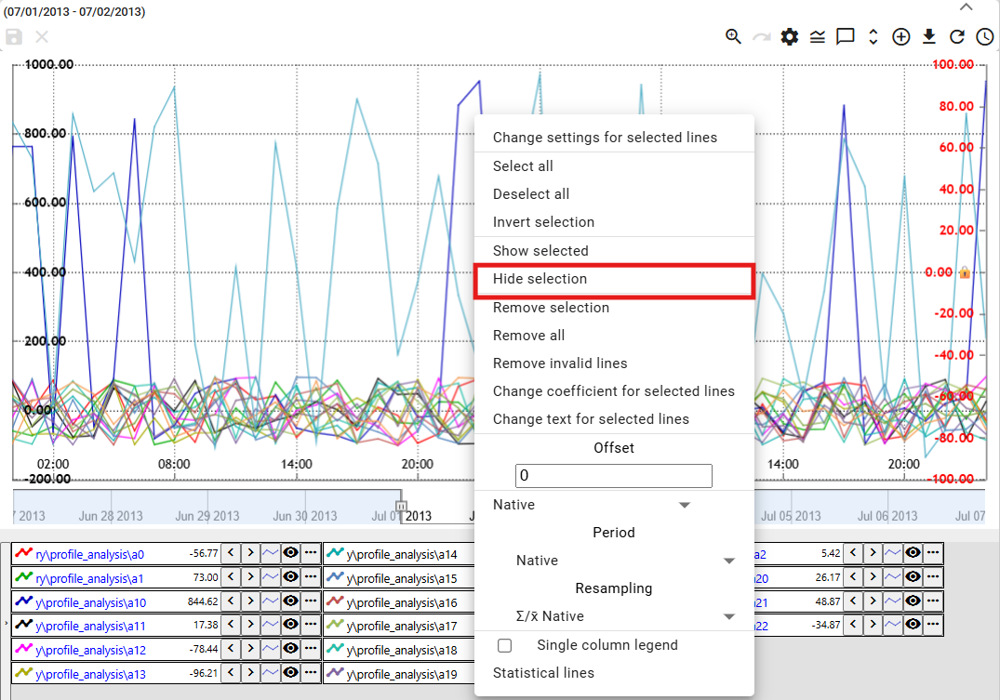 (07/01/2013 - 07/02/2013)
1000.00
800.00
600.00
400.00
200.00
0.00
-200.00
100.00
80.00
60.00
40.00
20.00
0.00
-20.00
-40.00
-60.00
-80.00
-100.00
02:00
08:00
14:00
20:00
14:00
20:00
7 2013
Jun 28 2013
Jun 29 2013
Jun 30 2013
Jul 01 2013
Jul 05 2013
Jul 06 2013
Jul 07
Change settings for selected lines
Select all
Deselect all
Invert selection
Show selected
Hide selection
Remove selection
Remove all
Remove invalid lines
Change coefficient for selected lines
Change text for selected lines
Offset
0
Native
Period
Native
Resampling
Σ/x̄ Native
Single column legend
Statistical lines
ry\profile_analysis\a0 -56.77
ry\profile_analysis\a1 73.00
y\profile_analysis\a10 844.62
y\profile_analysis\a11 17.38
y\profile_analysis\a12 -78.44
y\profile_analysis\a13 -96.21
y\profile_analysis\a14
y\profile_analysis\a15
y\profile_analysis\a16
y\profile_analysis\a17
y\profile_analysis\a18
y\profile_analysis\a19
a2 5.42
20 26.17
21 48.87
22 -34.87